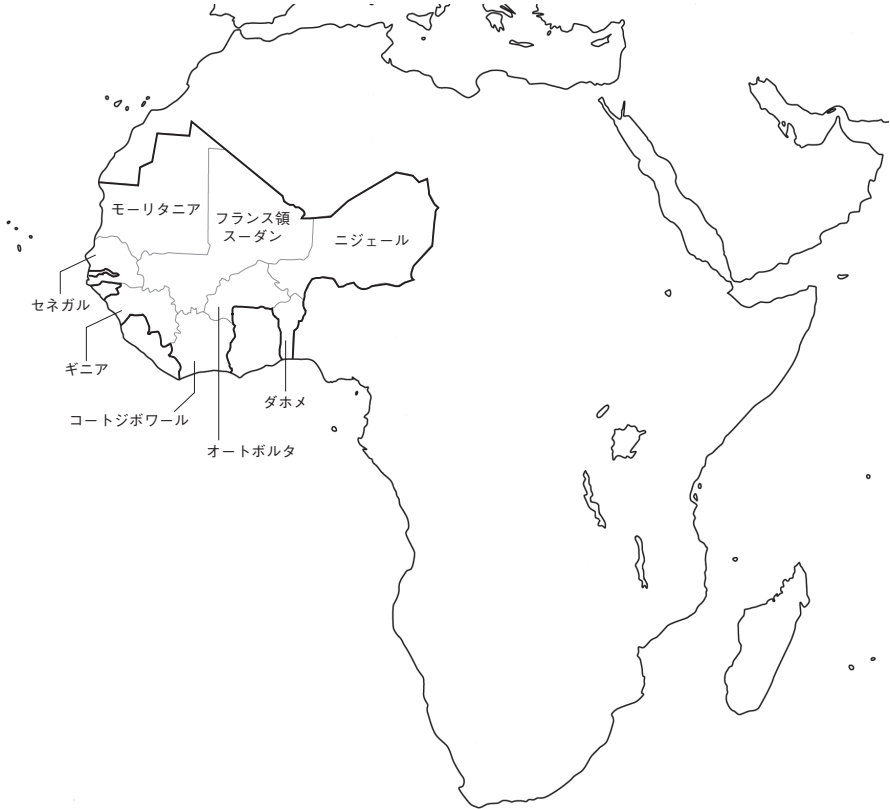 モーリタニア
フランス領
スーダン
ニジェール
セネガル
ギニア
コートジボワール
ダホメ
オートボルタ